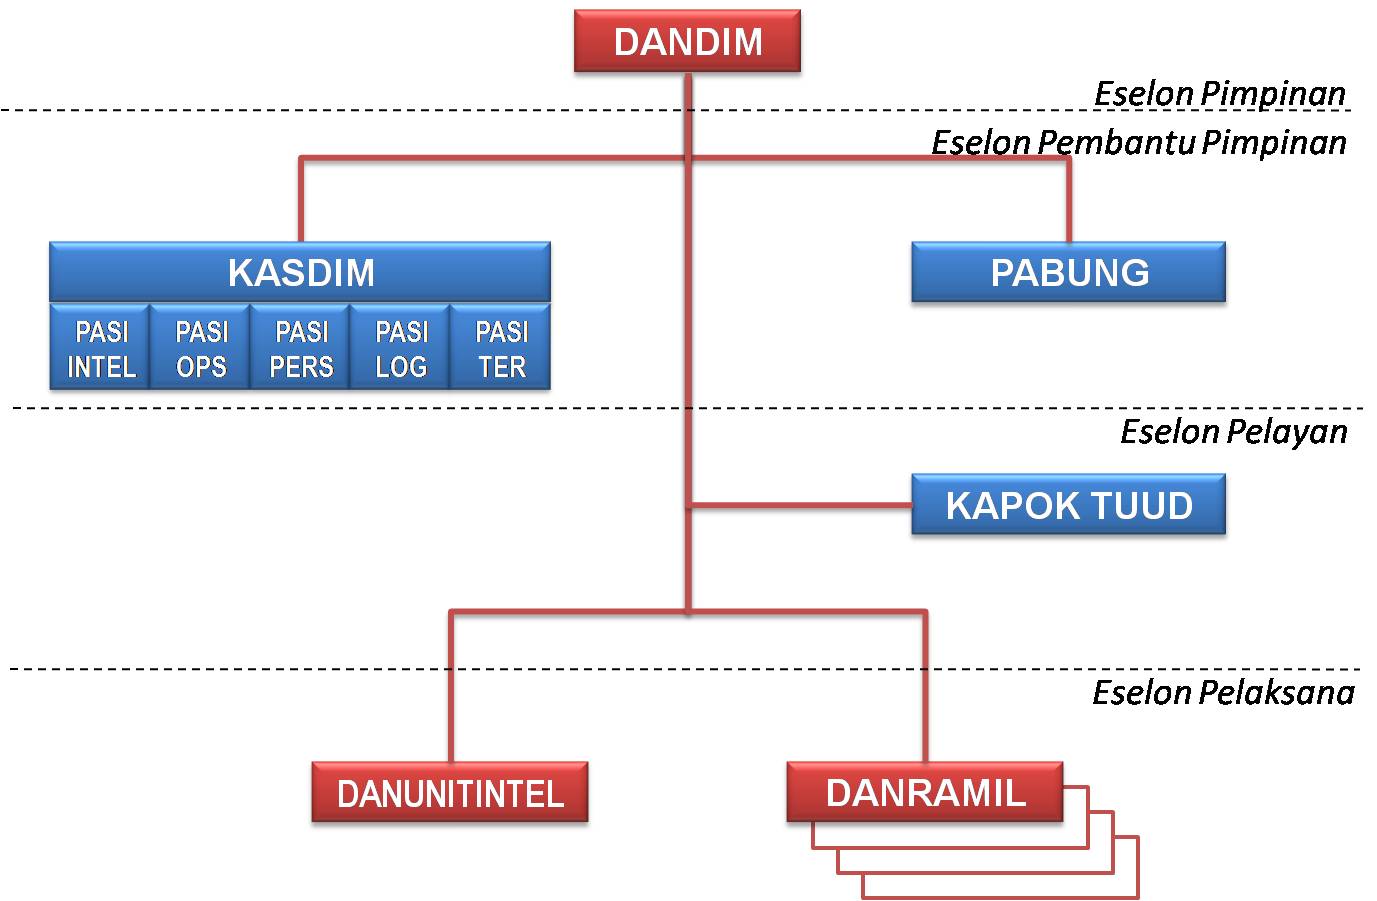 DANDIM
Eselon Pimpinan
Eselon Pembantu Pimpinan
KASDIM
PABUNG
PASI INTEL
PASI OPS
PASI PERS
PASI LOG
PASI TER
Eselon Pelayan
KAPOK TUUD
Eselon Pelaksana
DANUNITINTEL
DANRAMIL